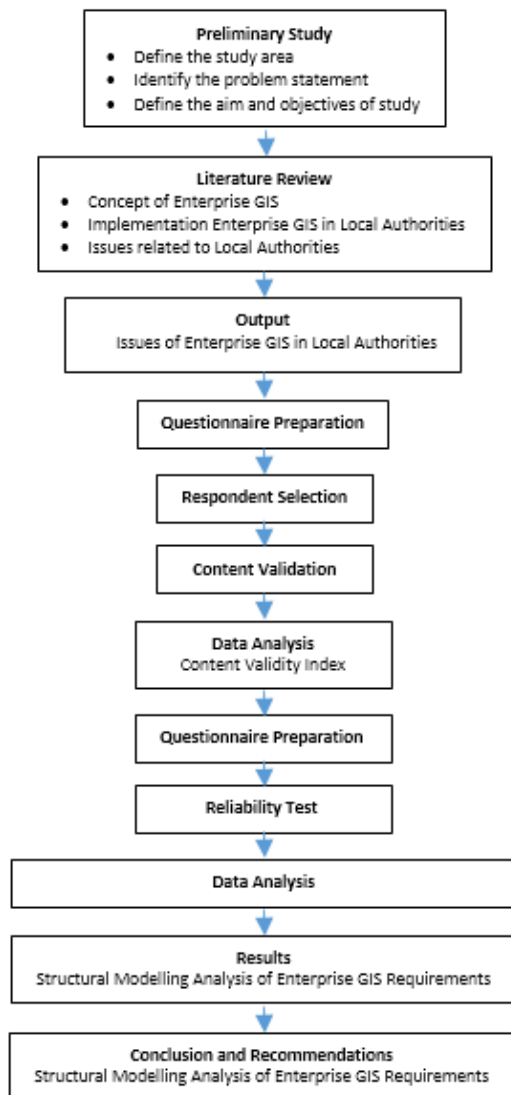 Preliminary Study
• Define the study area
• Identify the problem statement
• Define the aim and objectives of study
Literature Review
• Concept of Enterprise GIS
• Implementation Enterprise GIS in Local Authorities
• Issues related to Local Authorities
Output
Issues of Enterprise GIS in Local Authorities
Questionnaire Preparation
Respondent Selection
Content Validation
Data Analysis
Content Validity Index
Questionnaire Preparation
Reliability Test
Data Analysis
Results
Structural Modelling Analysis of Enterprise GIS Requirements
Conclusion and Recommendations
Structural Modelling Analysis of Enterprise GIS Requirements